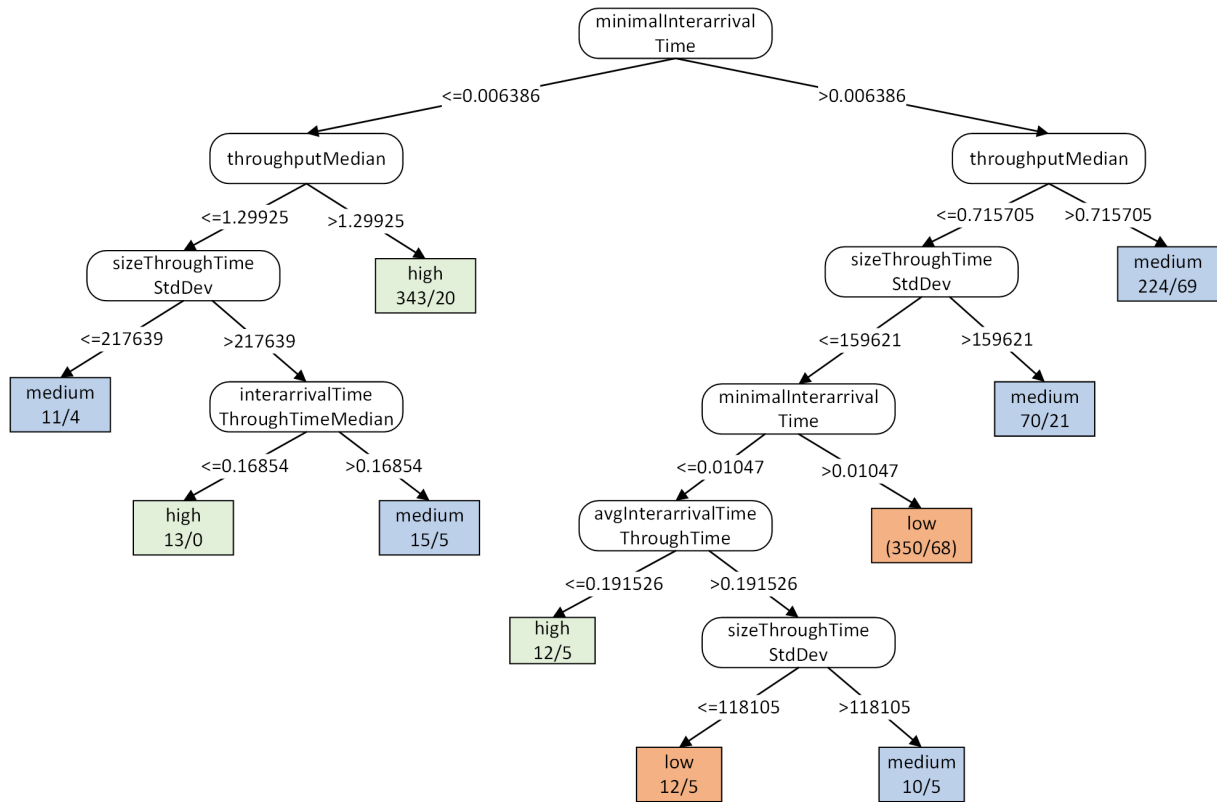 minimalInterarrival
Time
<=0.006386
>0.006386
throughputMedian
throughputMedian
<=1.29925
>1.29925
<=0.715705
>0.715705
sizeThroughTime
StdDev
high
343/20
sizeThroughTime
StdDev
medium
224/69
<=217639
>217639
<=159621
>159621
medium
11/4
interarrivalTime
ThroughTimeMedian
minimalInterarrival
Time
medium
70/21
<=0.16854
>0.16854
<=0.01047
>0.01047
high
13/0
medium
15/5
avgInterarrivalTime
ThroughTime
low
(350/68)
<=0.191526
>0.191526
high
12/5
sizeThroughTime
StdDev
<=118105
>118105
low
12/5
medium
10/5